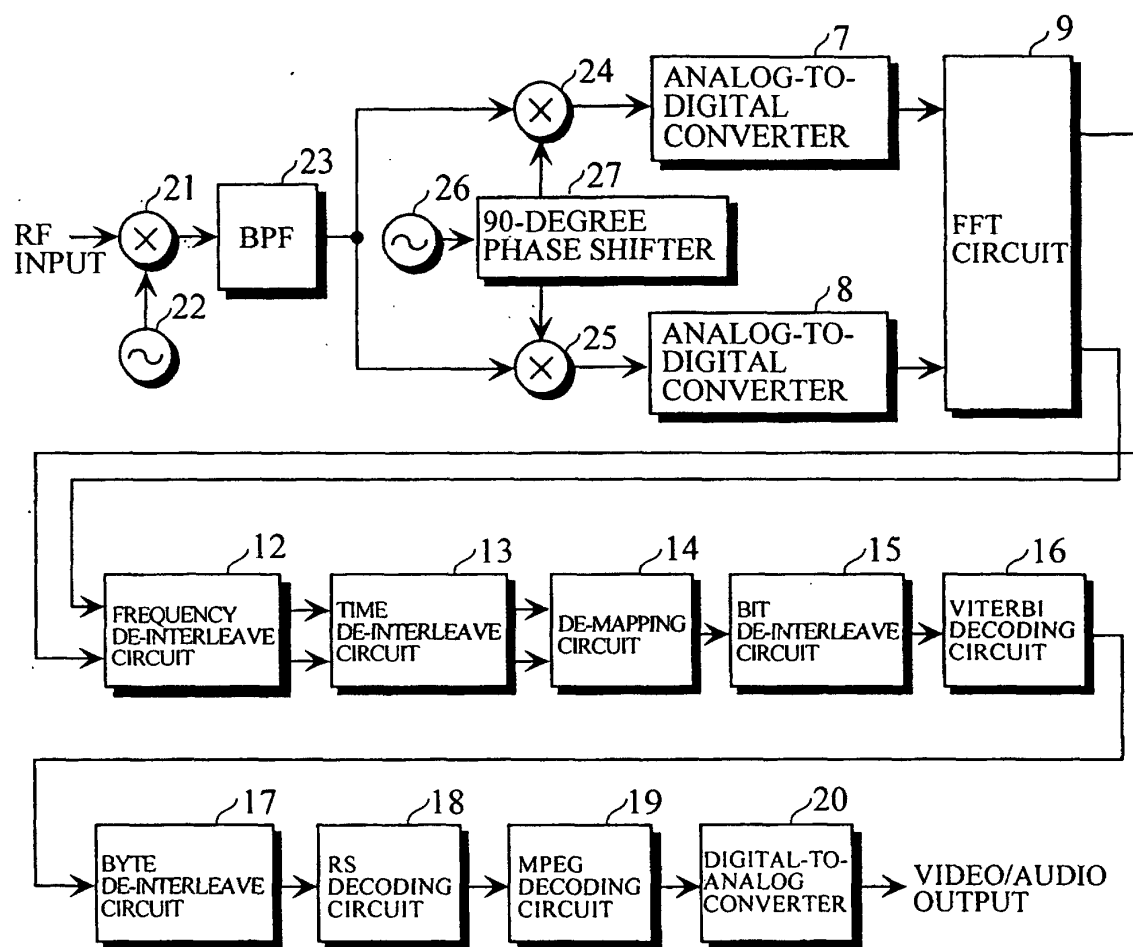 7
9
24
ANALOG-TO-
DIGITAL
CONVERTER
23
26
27
21
RF
INPUT
BPF
90-DEGREE
PHASE SHIFTER
FFT
CIRCUIT
22
8
25
ANALOG-TO-
DIGITAL
CONVERTER
12
13
14
15
16
FREQUENCY
DE-INTERLEAVE
CIRCUIT
TIME
DE-INTERLEAVE
CIRCUIT
DE-MAPPING
CIRCUIT
BIT
DE-INTERLEAVE
CIRCUIT
VITERBI
DECODING
CIRCUIT
17
18
19
20
BYTE
DE-INTERLEAVE
CIRCUIT
RS
DECODING
CIRCUIT
MPEG
DECODING
CIRCUIT
DIGITAL-TO-
ANALOG
CONVERTER
VIDEO/AUDIO
OUTPUT